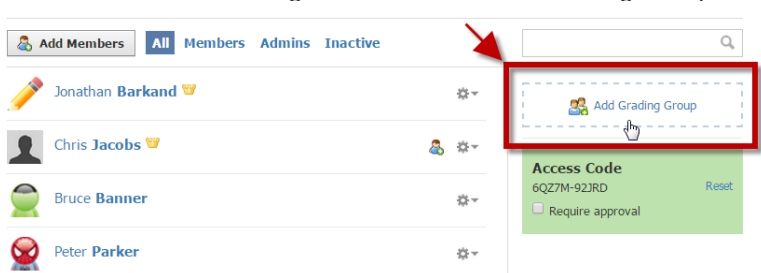 Add Members All Members Admins Inactive
Jonathan Barkand
Chris Jacobs
Bruce Banner
Peter Parker
Add Grading Group
Access Code
6QZ7M-92JRD Reset
Require approval